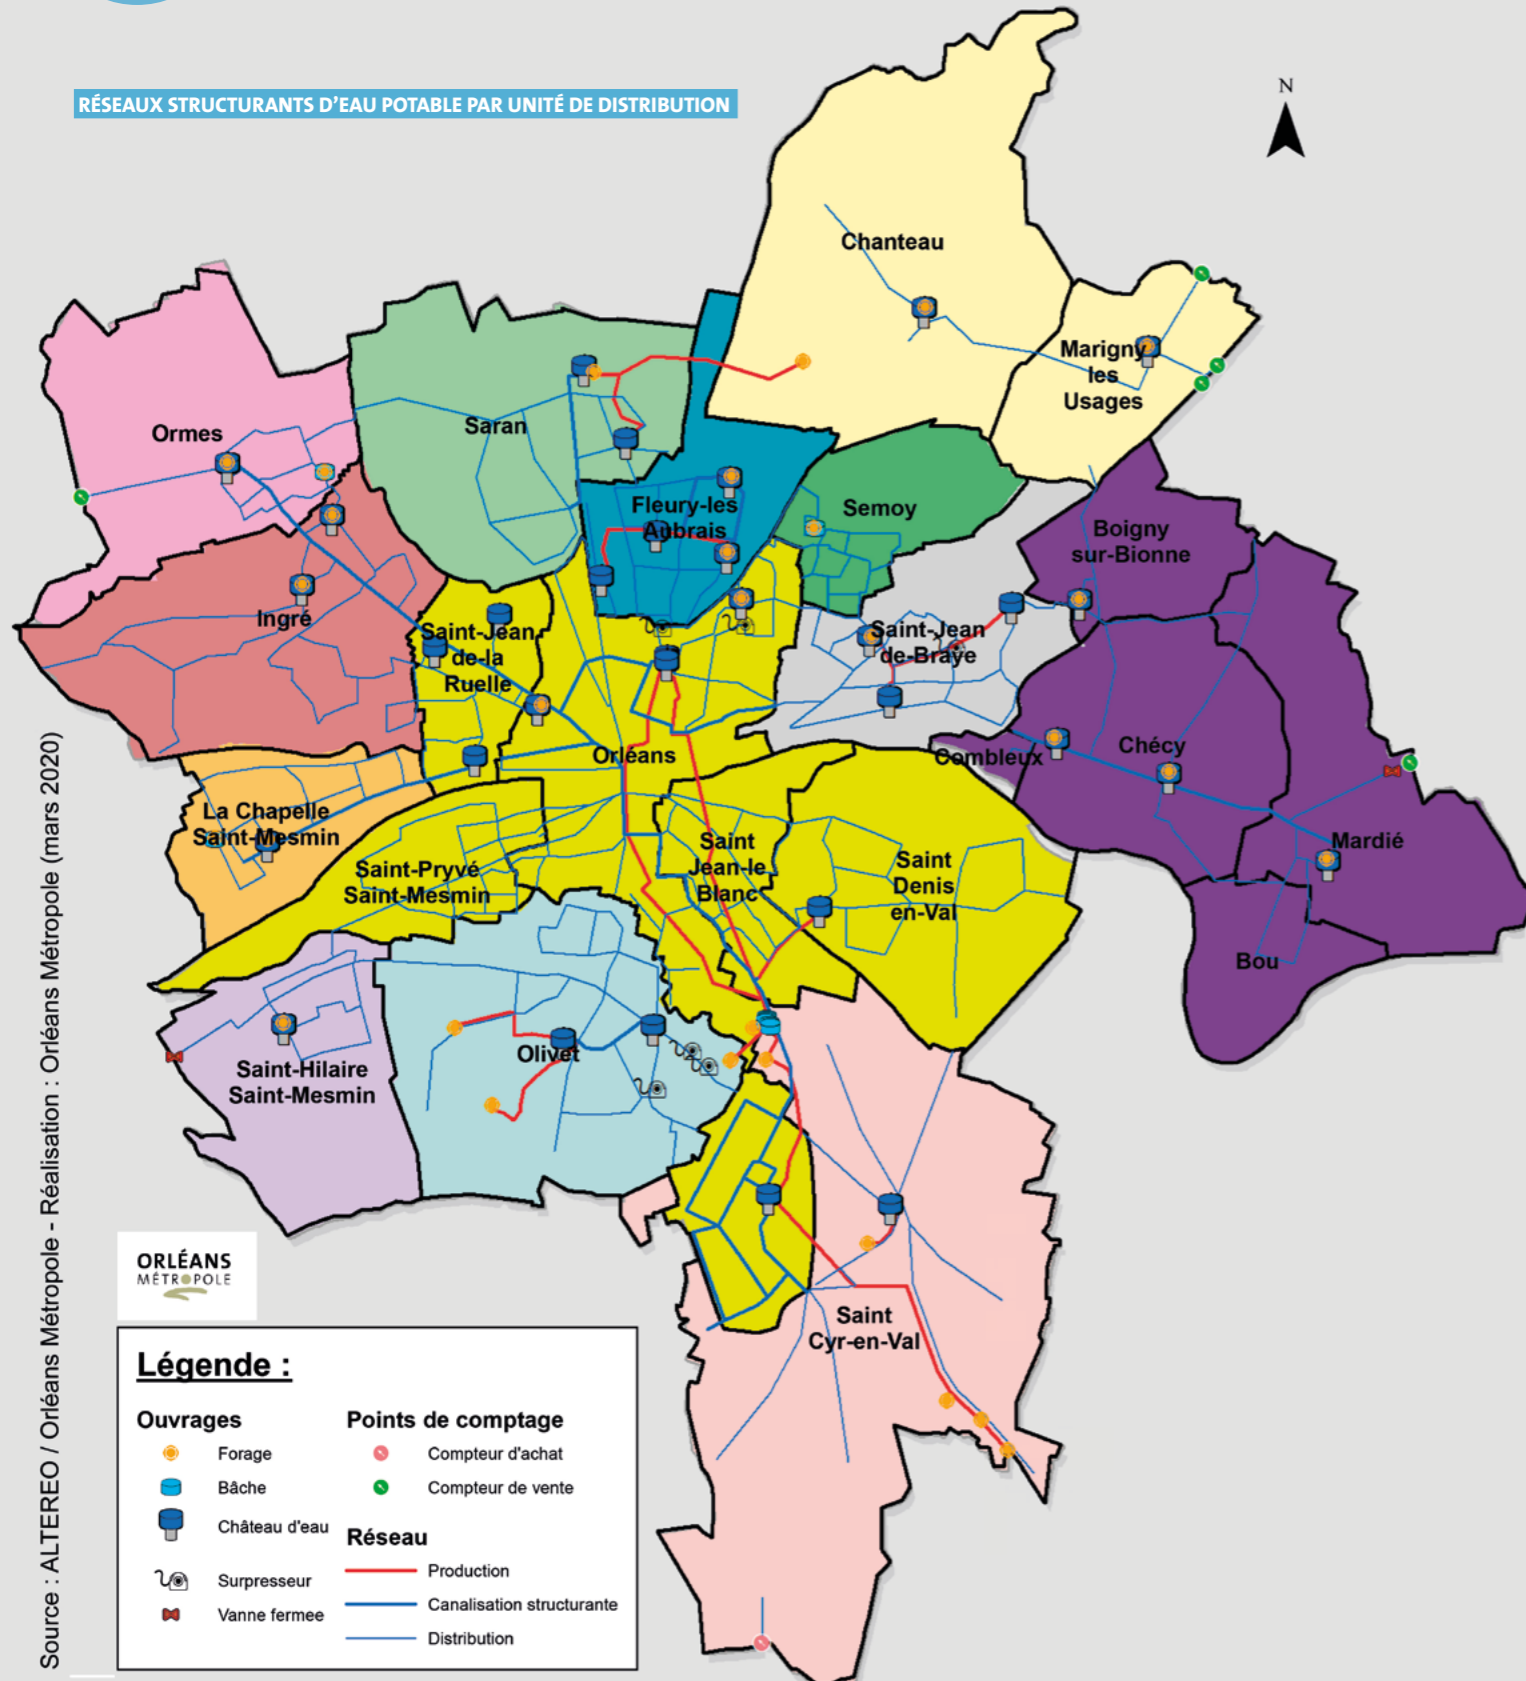 RÉSEAUX STRUCTURANTS D'EAU POTABLE PAR UNITÉ DE DISTRIBUTION
N
Chanteau
Marigny
les
Usages
Ormes
Saran
Fleury-les
Aubrais
Semoy
Boigny
sur-Bionne
Ingré
Saint-Jean
de-la
Ruelle
Saint-Jean
de-Braye
Orléans
Combleux
Chécy
La Chapelle
Saint-Mesmin
Saint-Pryvé
Saint-Mesmin
Saint
Jean-le
Blanc
Saint
Denis
en-Val
Mardié
Bou
Saint-Hilaire
Saint-Mesmin
Olivet
Saint
Cyr-en-Val
ORLÉANS
MÉTROPOLE
Légende :
Ouvrages
Forage
Bâche
Château d'eau
Surpresseur
Vanne fermee
Points de comptage
Compteur d'achat
Compteur de vente
Réseau
Production
Canalisation structurante
Distribution
Source : ALTEREO / Orléans Métropole - Réalisation : Orléans Métropole (mars 2020)